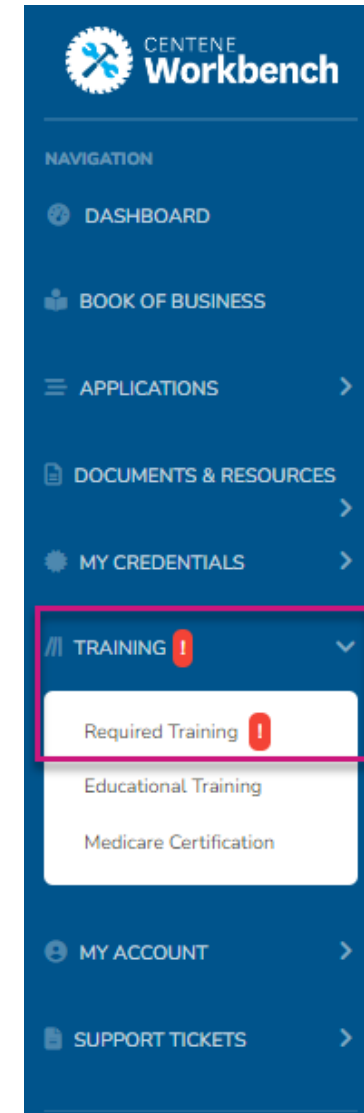 CENTENE
Workbench
NAVIGATION
DASHBOARD
BOOK OF BUSINESS
APPLICATIONS
DOCUMENTS & RESOURCES
MY CREDENTIALS
TRAINING !
Required Training !
Educational Training
Medicare Certification
MY ACCOUNT
SUPPORT TICKETS